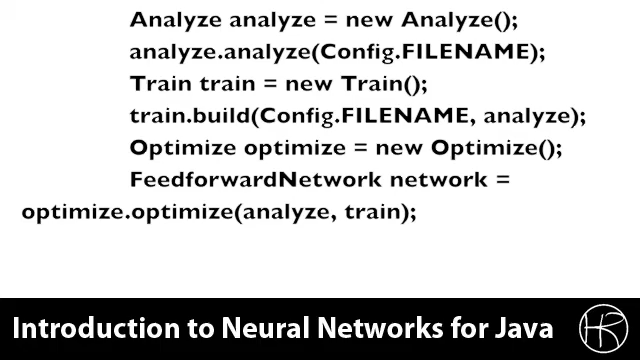 Analyze analyze = new Analyze();
analyze.analyze(Config.FILENAME);
Train train = new Train();
train.build(Config.FILENAME, analyze);
Optimize optimize = new Optimize();
FeedforwardNetwork network =
optimize.optimize(analyze, train);
Introduction to Neural Networks for Java